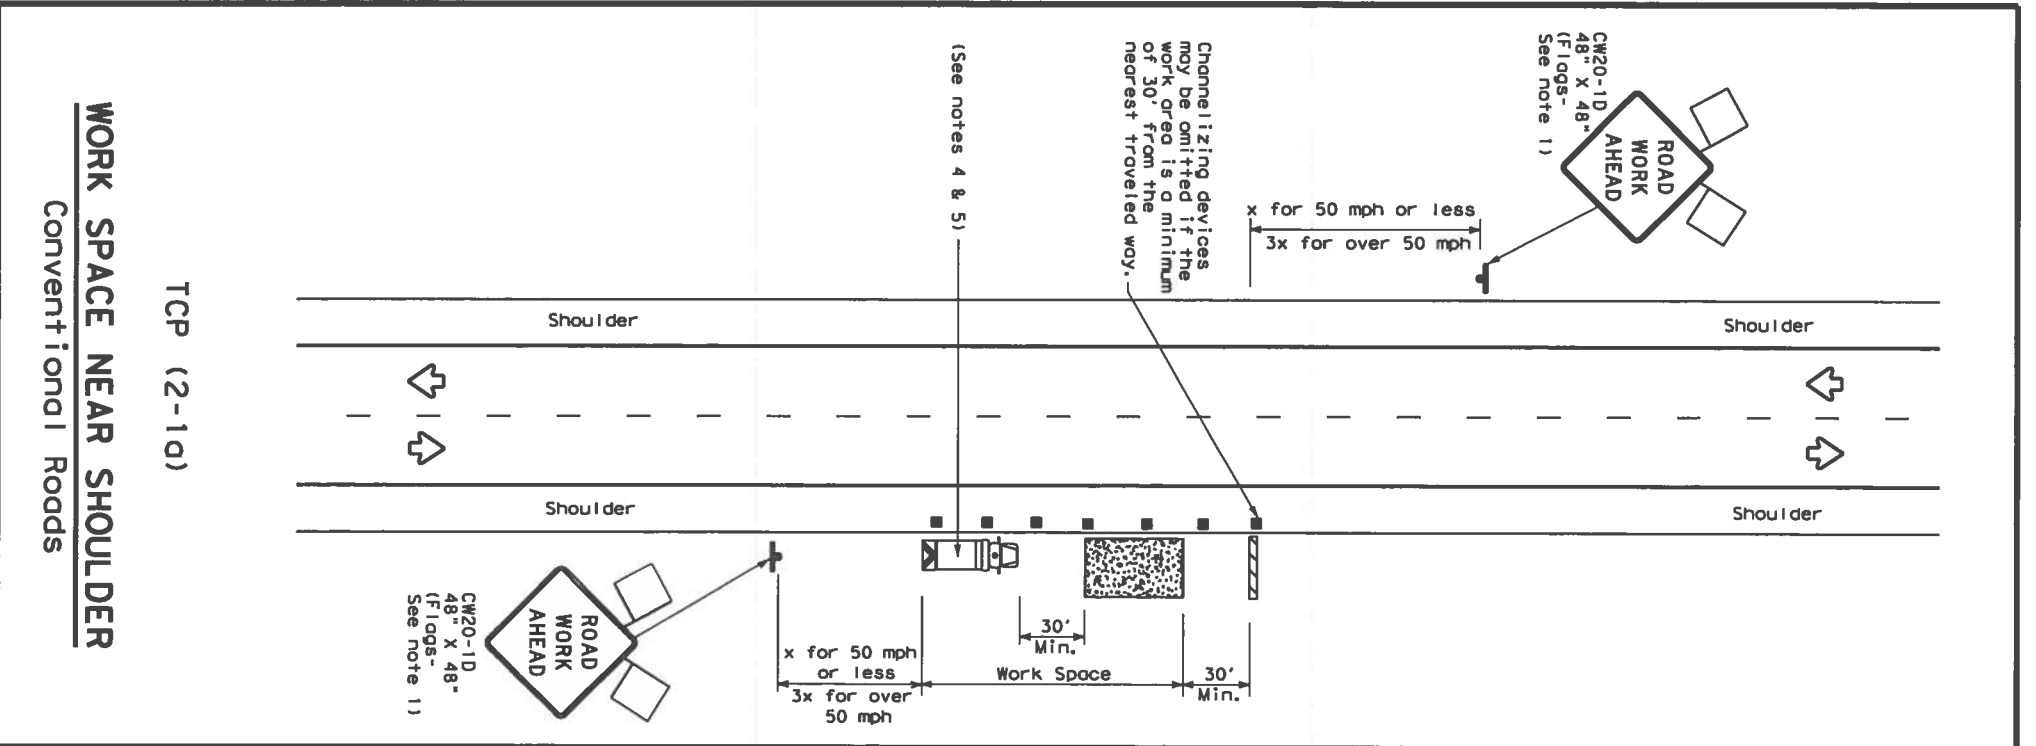 CW20-1D
48" X 48"
(Flags-
See note 1)
ROAD
WORK
AHEAD
Channelizing devices
may be omitted if the
work area is a minimum
of 30' from the
nearest traveled way.
(See notes 4 & 5)
x for 50 mph or less
3x for over 50 mph
Shoulder
Shoulder
Shoulder
Shoulder
30'
Min.
x for 50 mph
or less
3x for over
50 mph
Work Space
30'
Min.
CW20-1D
48" X 48"
(Flags-
See note 1)
ROAD
WORK
AHEAD
TCP (2-1a)
WORK SPACE NEAR SHOULDER
Conventional Roads